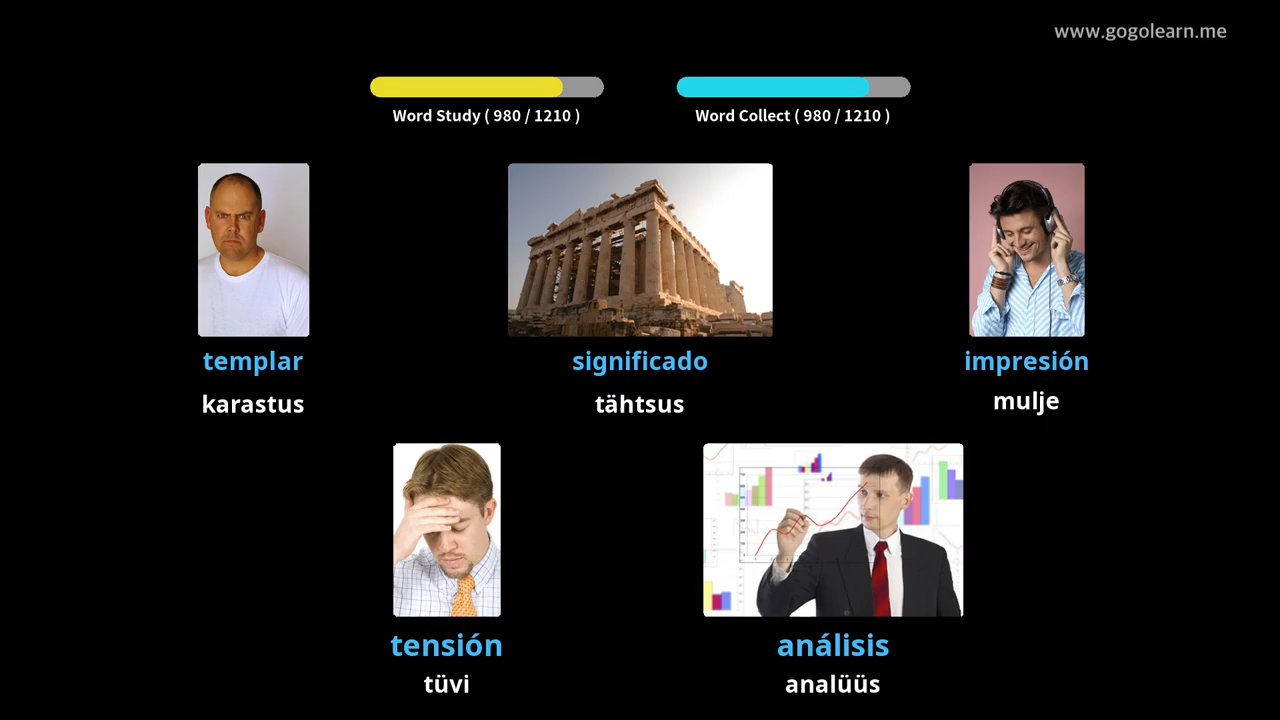 www.gogolearn.me
Word Study ( 980 / 1210 )
Word Collect ( 980 / 1210 )
templar
significado
impresión
karastus
tähtsus
mulje
tensión
análisis
tüvi
analüüs